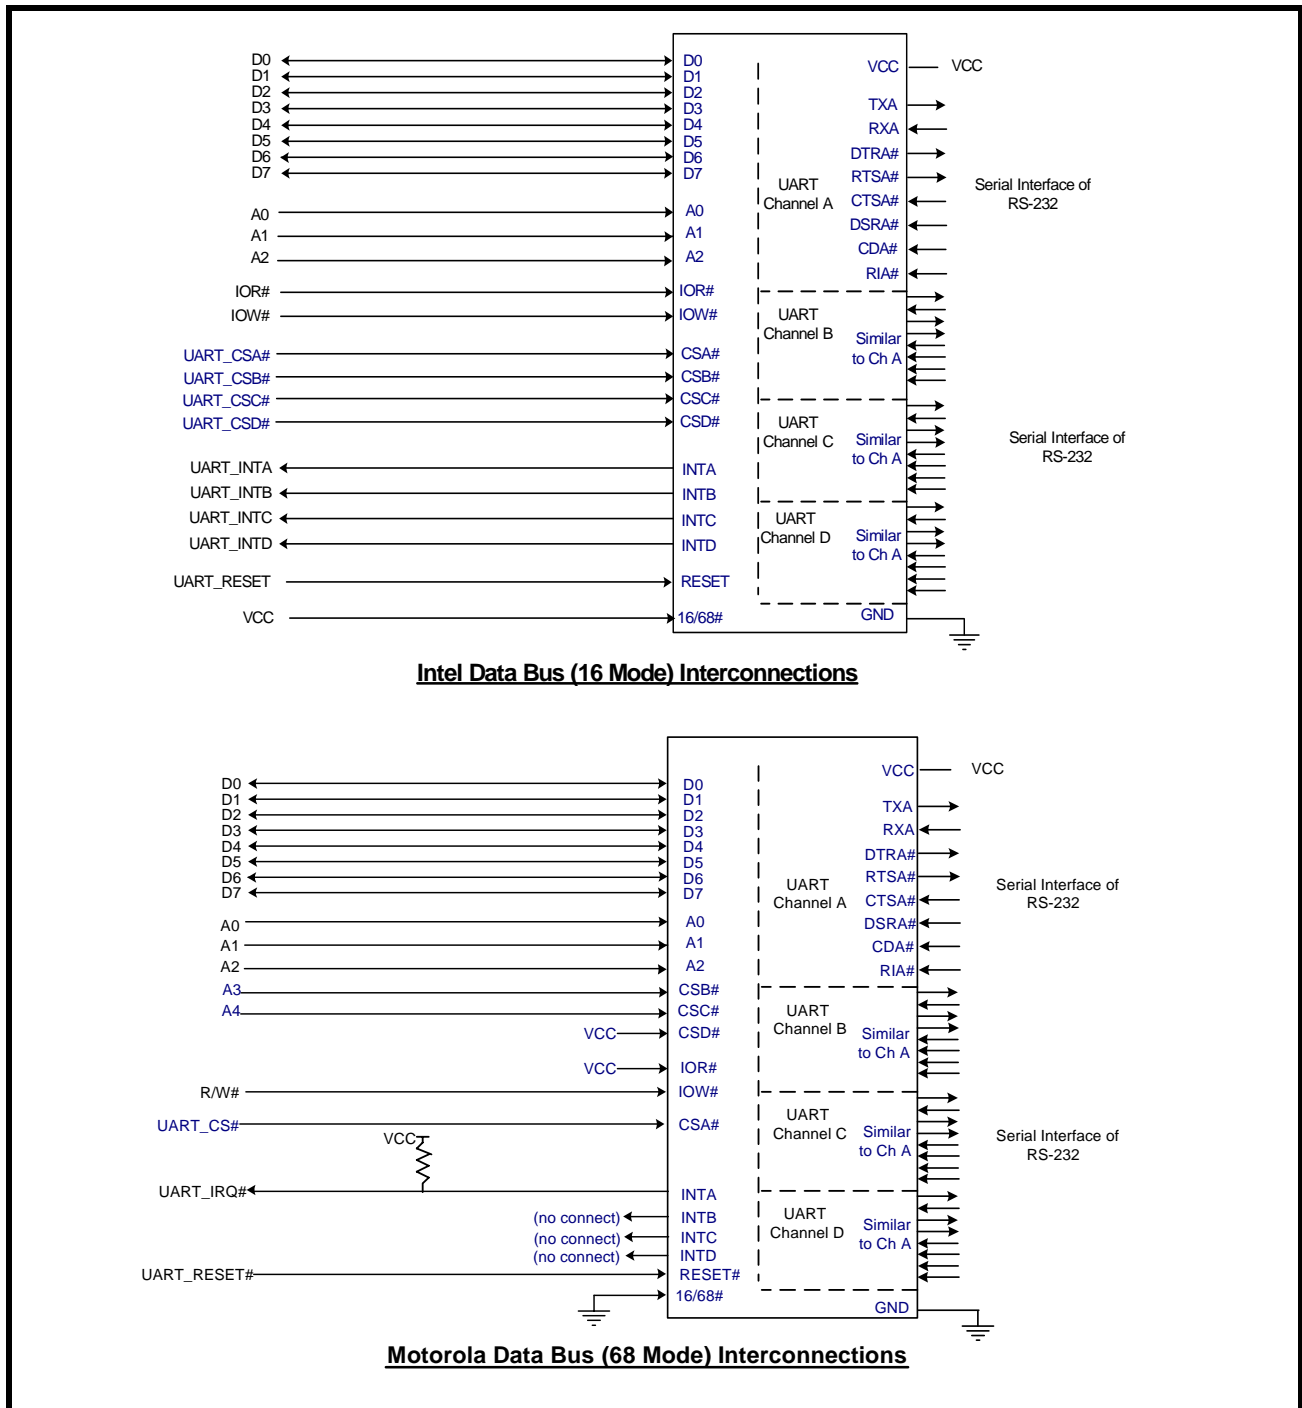 D0 D0
D1 D1
D2 D2
D3 D3
D4 D4
D5 D5
D6 D6
D7 D7
A0 A0
A1 A1
A2 A2
IOR# IOR#
IOW# IOW#
UART_CSA# CSA#
UART_CSB# CSB#
UART_CSC# CSC#
UART_CSD# CSD#
UART_INTA INTA
UART_INTB INTB
UART_INTC INTC
UART_INTD INTD
UART_RESET RESET
VCC 16/68#
UART
Channel A
UART
Channel B
UART
Channel C
UART
Channel D
VCC VCC
TXA
RXA
DTRA#
RTSA#
CTSA#
DSRA#
CDA#
RIA#
Similar
to Ch A
Similar
to Ch A
Similar
to Ch A
GND
Serial Interface of
RS-232
Serial Interface of
RS-232
Intel Data Bus (16 Mode) Interconnections
D0 D0
D1 D1
D2 D2
D3 D3
D4 D4
D5 D5
D6 D6
D7 D7
A0 A0
A1 A1
A2 A2
A3 CSB#
A4 CSC#
VCC CSD#
VCC IOR#
R/W# IOW#
UART_CS# CSA#
VCC
UART_IRQ# INTA
(no connect) INTB
(no connect) INTC
(no connect) INTD
UART_RESET# RESET#
16/68#
UART
Channel A
UART
Channel B
UART
Channel C
UART
Channel D
VCC VCC
TXA
RXA
DTRA#
RTSA#
CTSA#
DSRA#
CDA#
RIA#
Similar
to Ch A
Similar
to Ch A
Similar
to Ch A
GND
Serial Interface of
RS-232
Serial Interface of
RS-232
Motorola Data Bus (68 Mode) Interconnections